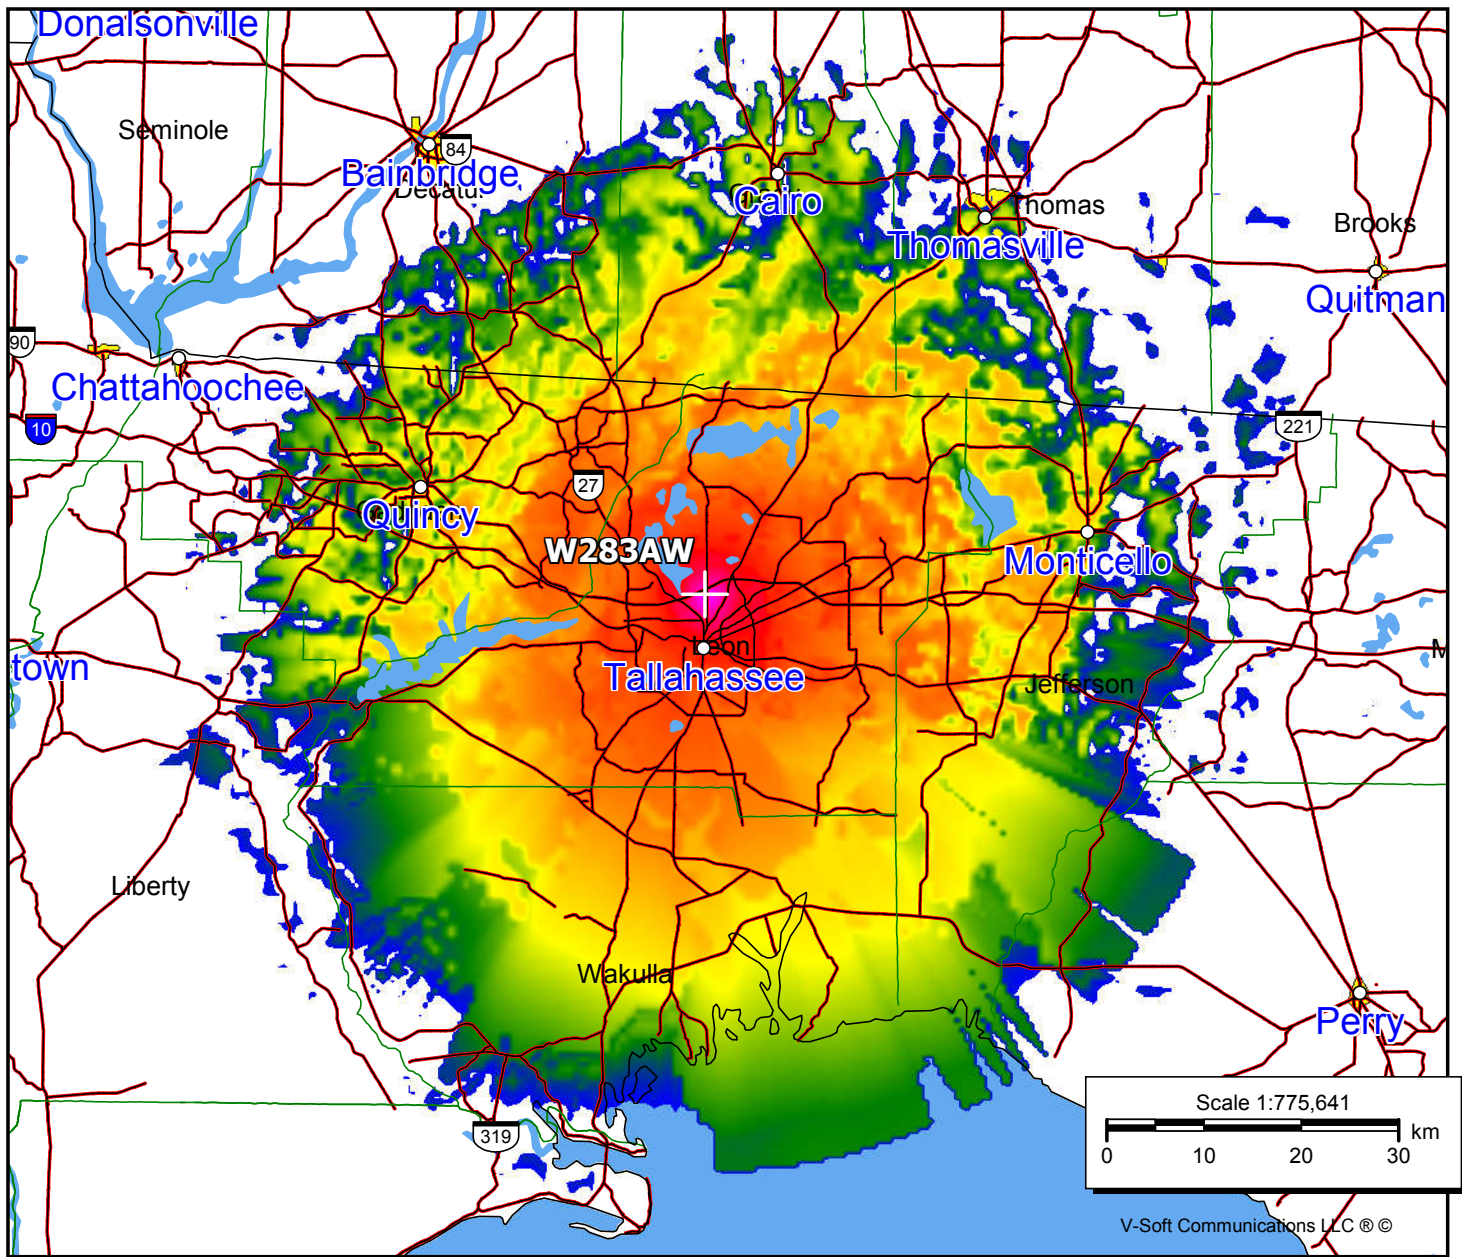 Donalsonville
Seminole
84
Bainbridge
Decatur
Cairo
Thomas
Thomasville
Brooks
Quitman
90
Chattahoochee
10
221
27
Quincy
W283AW
Monticello
Leon
Tallahassee
town
Jefferson
M
Liberty
Wakulla
Perry
319
Scale 1:775,641
km
0 10 20 30
V-Soft Communications LLC ® ©